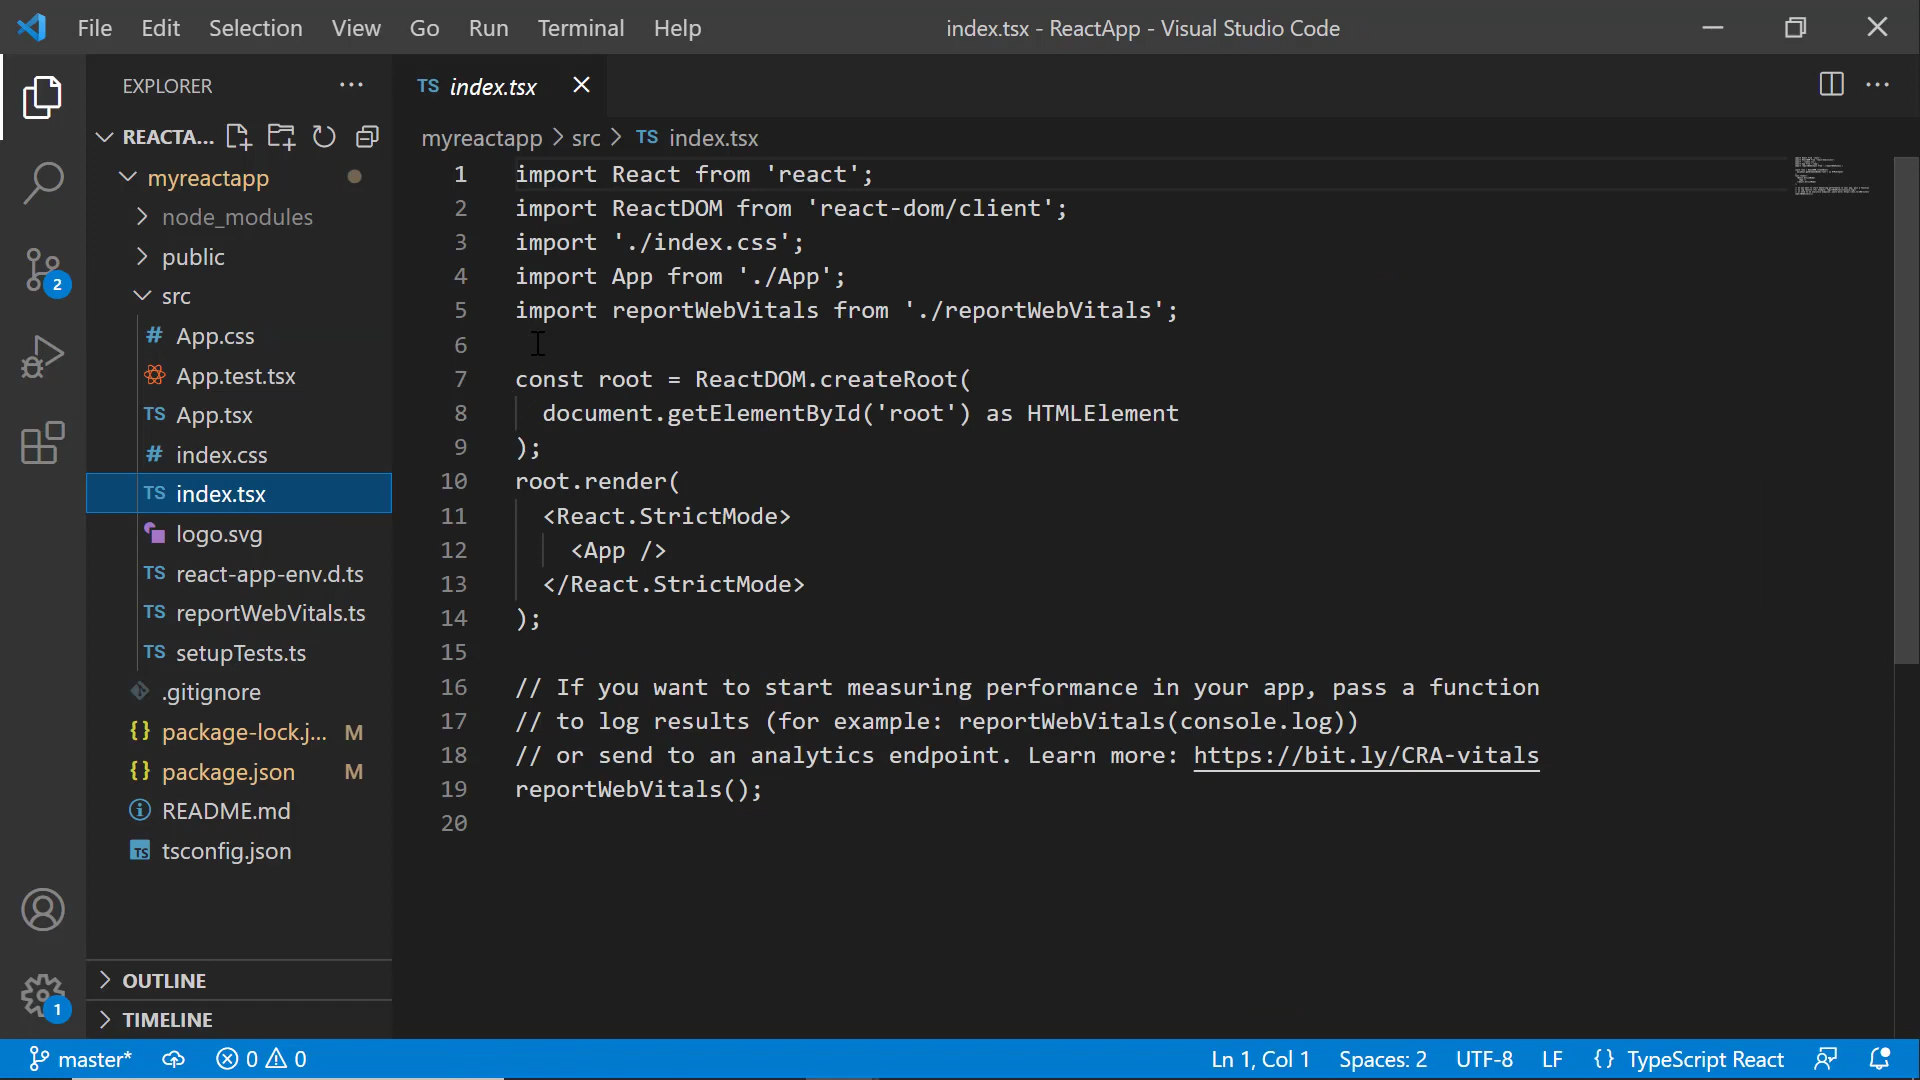 File Edit Selection View Go Run Terminal Help
index.tsx - ReactApp - Visual Studio Code
EXPLORER
REACTA...
myreactapp
node_modules
public
src
# App.css
App.test.tsx
TS App.tsx
# index.css
TS index.tsx
logo.svg
TS react-app-env.d.ts
TS reportWebVitals.ts
TS setupTests.ts
.gitignore
{} package-lock.j... M
{} package.json M
README.md
TS tsconfig.json
OUTLINE
TIMELINE
2
1
TS index.tsx
myreactapp > src > TS index.tsx
1 import React from 'react';
2 import ReactDOM from 'react-dom/client';
3 import './index.css';
4 import App from './App';
5 import reportWebVitals from './reportWebVitals';
6
7 const root = ReactDOM.createRoot(
8 document.getElementById('root') as HTMLElement
9 );
10 root.render(
11 <React.StrictMode>
12 <App />
13 </React.StrictMode>
14 );
15
16 // If you want to start measuring performance in your app, pass a function
17 // to log results (for example: reportWebVitals(console.log))
18 // or send to an analytics endpoint. Learn more: https://bit.ly/CRA-vitals
19 reportWebVitals();
20
master* 0 0 Ln 1, Col 1 Spaces: 2 UTF-8 LF {} TypeScript React